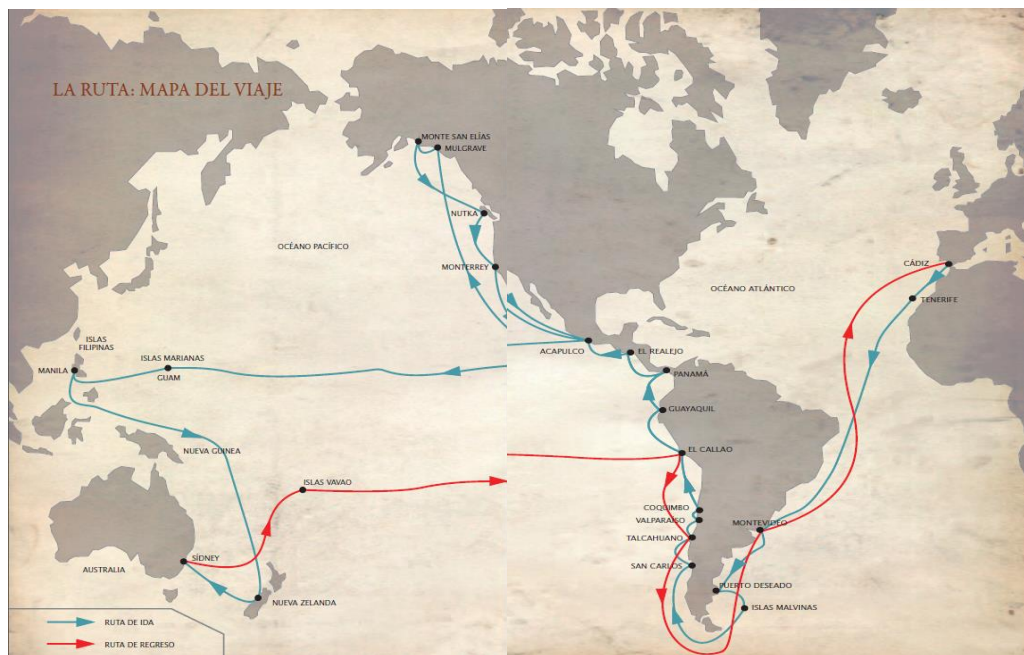 LA RUTA: MAPA DEL VIAJE
MONTE SAN ELÍAS
MULGRAVE
NUTKA
OCÉANO PACÍFICO
MONTERREY
CÁDIZ
OCÉANO ATLÁNTICO
TENERIFE
ISLAS
FILIPINAS
ACAPULCO
EL REALEJO
ISLAS MARIANAS
GUAM
MANILA
PANAMÁ
GUAYAQUIL
NUEVA GUINEA
EL CALLAO
ISLAS VAVAO
COQUIMBO
VALPARAÍSO
MONTEVIDEO
TALCAHUANO
SÍDNEY
AUSTRALIA
SAN CARLOS
PUERTO DESEADO
NUEVA ZELANDA
ISLAS MALVINAS
RUTA DE IDA
RUTA DE REGRESO